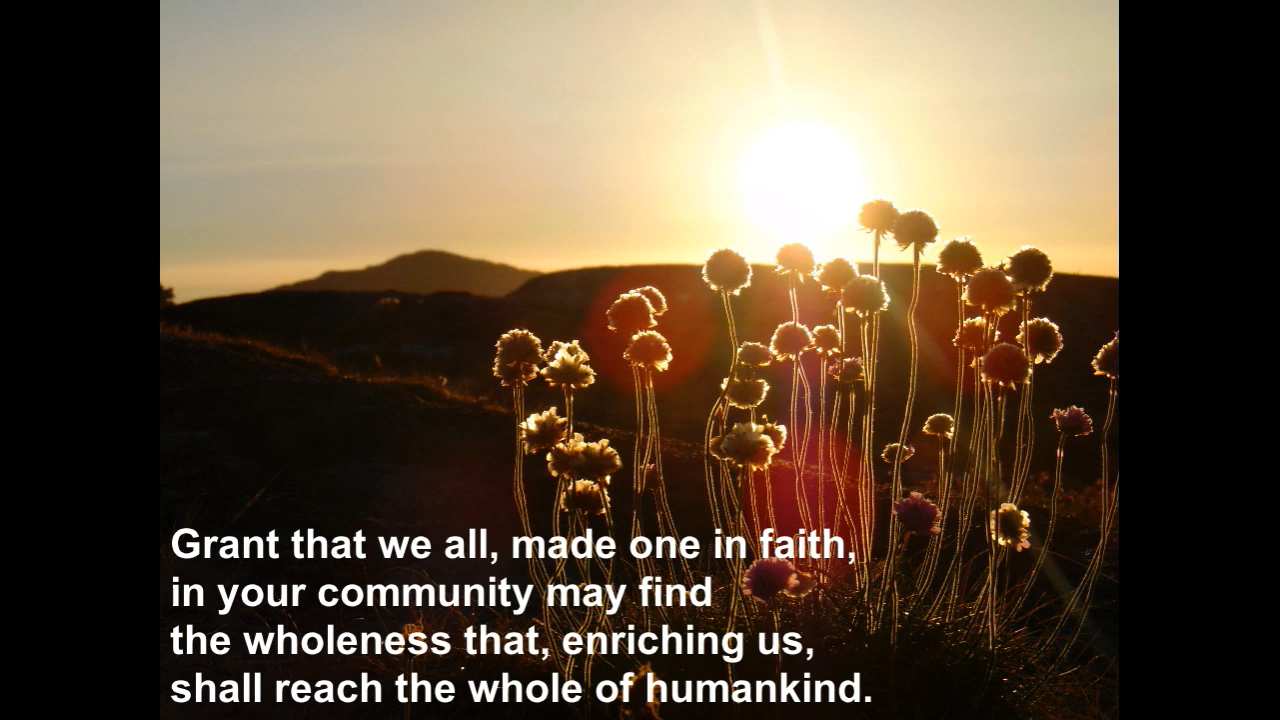 Grant that we all, made one in faith,
in your community may find
the wholeness that, enriching us,
shall reach the whole of humankind.